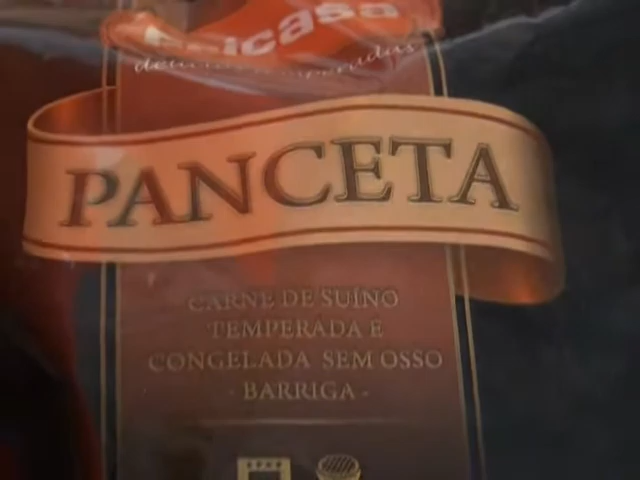 PANCETA
CARNE DE SUÍNO
TEMPERADA E
CONGELADA SEM OSSO
- BARRIGA -